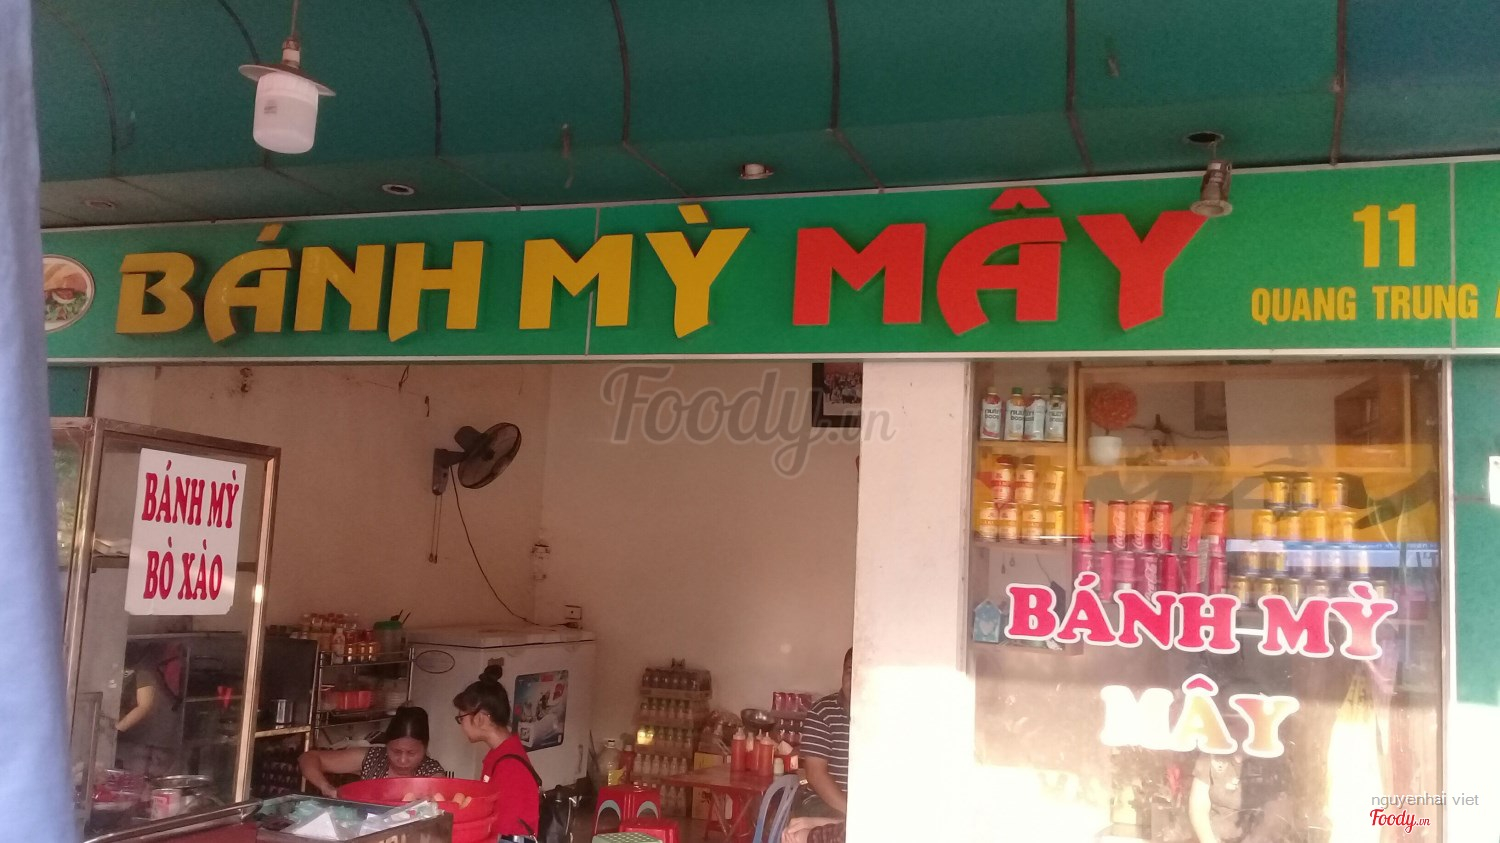 BÁNH MỲ MÂY
11
QUANG TRUNG
BÁNH MỲ
BÒ XÀO
BÁNH MỲ
MÂY
Foody.vn
nguyenhai viet
Foody.vn